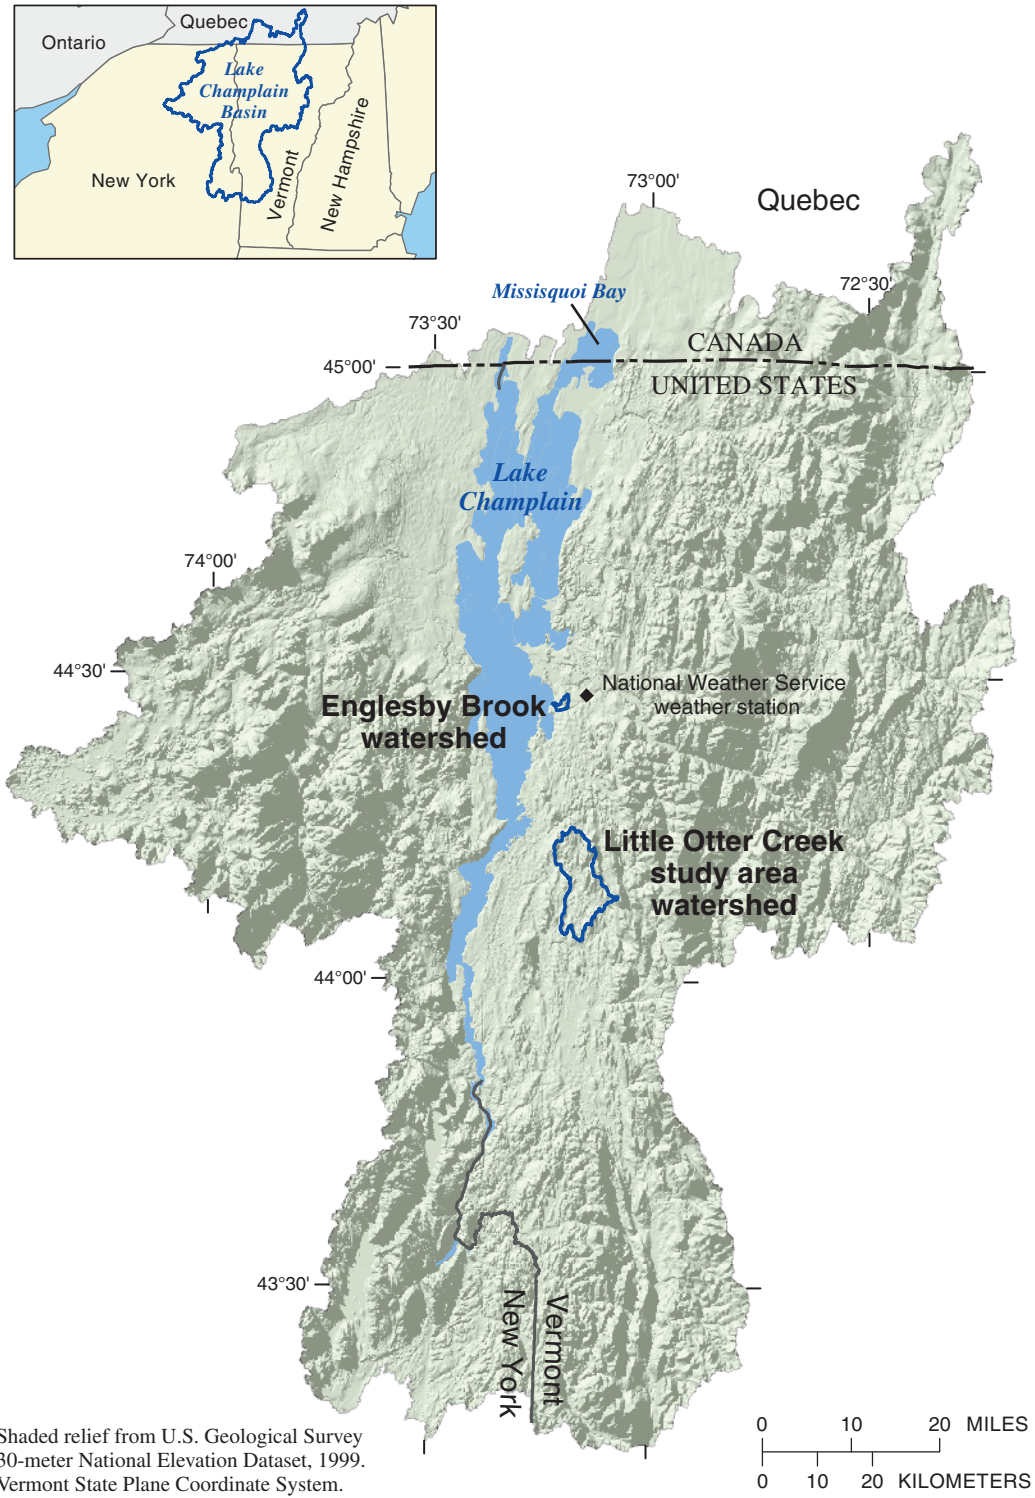 Quebec
Ontario
Lake
Champlain
Basin
New York
Vermont
New Hampshire
73°00'
Quebec
72°30'
Missisquoi Bay
73°30'
CANADA
45°00'
UNITED STATES
Lake
Champlain
74°00'
44°30'
National Weather Service
weather station
Englesby Brook
watershed
Little Otter Creek
study area
watershed
44°00'
43°30'
New York
Vermont
0 10 20 MILES
0 10 20 KILOMETERS
Shaded relief from U.S. Geological Survey
30-meter National Elevation Dataset, 1999.
Vermont State Plane Coordinate System.